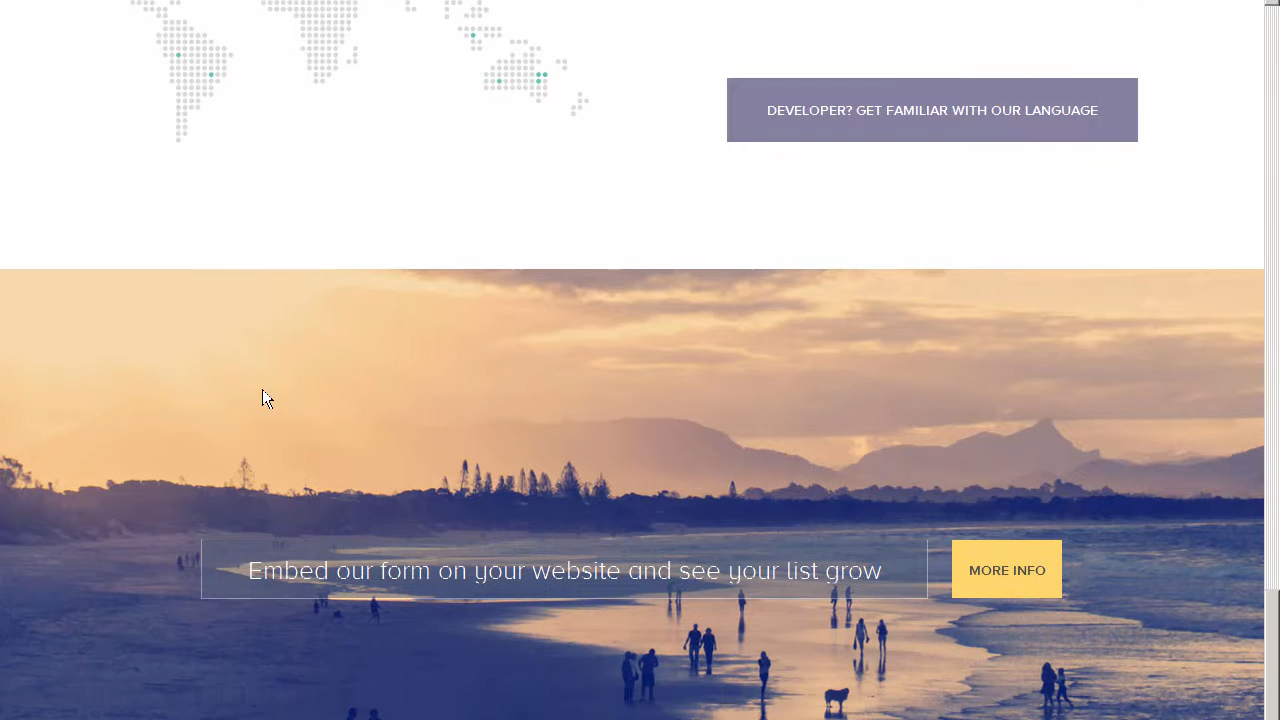 DEVELOPER? GET FAMILIAR WITH OUR LANGUAGE
Embed our form on your website and see your list grow
MORE INFO